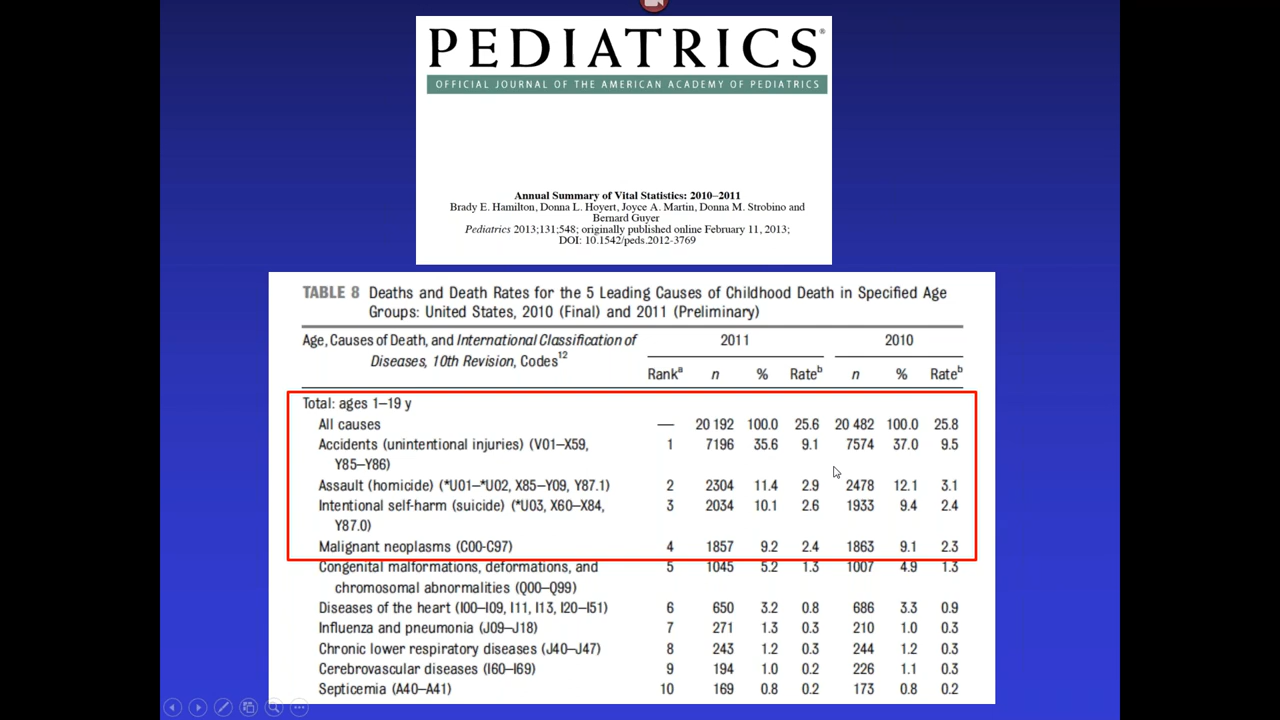 PEDIATRICS®
OFFICIAL JOURNAL OF THE AMERICAN ACADEMY OF PEDIATRICS
Annual Summary of Vital Statistics: 2010–2011
Brady E. Hamilton, Donna L. Hoyert, Joyce A. Martin, Donna M. Strobino and
Bernard Guyer
Pediatrics 2013;131;548; originally published online February 11, 2013;
DOI: 10.1542/peds.2012-3769
TABLE 8 Deaths and Death Rates for the 5 Leading Causes of Childhood Death in Specified Age
Groups: United States, 2010 (Final) and 2011 (Preliminary)
Age, Causes of Death, and International Classification of 2011 2010
Diseases, 10th Revision, Codes12
Ranka n % Rateb n % Rateb
Total: ages 1–19 y
All causes — 20 192 100.0 25.6 20 482 100.0 25.8
Accidents (unintentional injuries) (V01–X59, 1 7196 35.6 9.1 7574 37.0 9.5
Y85–Y86)
Assault (homicide) (*U01–*U02, X85–Y09, Y87.1) 2 2304 11.4 2.9 2478 12.1 3.1
Intentional self-harm (suicide) (*U03, X60–X84, 3 2034 10.1 2.6 1933 9.4 2.4
Y87.0)
Malignant neoplasms (C00-C97) 4 1857 9.2 2.4 1863 9.1 2.3
Congenital malformations, deformations, and 5 1045 5.2 1.3 1007 4.9 1.3
chromosomal abnormalities (Q00–Q99)
Diseases of the heart (I00–I09, I11, I13, I20–I51) 6 650 3.2 0.8 686 3.3 0.9
Influenza and pneumonia (J09–J18) 7 271 1.3 0.3 210 1.0 0.3
Chronic lower respiratory diseases (J40–J47) 8 243 1.2 0.3 244 1.2 0.3
Cerebrovascular diseases (I60–I69) 9 194 1.0 0.2 226 1.1 0.3
Septicemia (A40–A41) 10 169 0.8 0.2 173 0.8 0.2